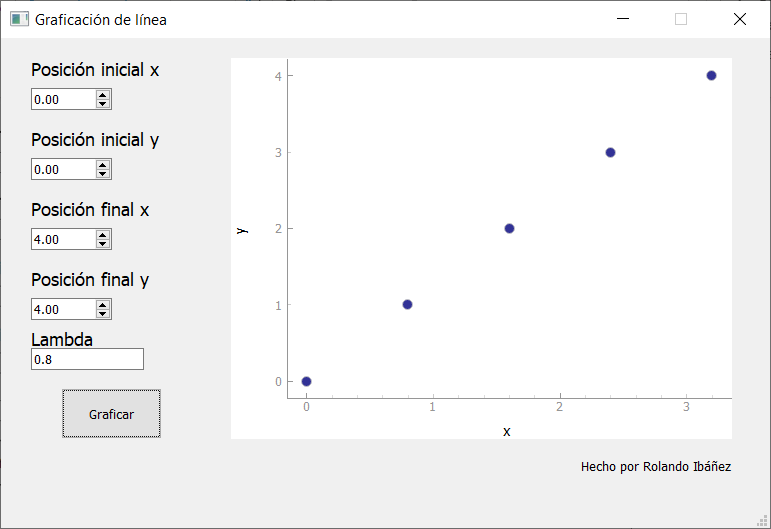 Graficación de línea
Posición inicial x
0.00
Posición inicial y
0.00
Posición final x
4.00
Posición final y
4.00
Lambda
0.8
Graficar
4
3
2
1
0
y
0 1 2 3
x
Hecho por Rolando Ibáñez